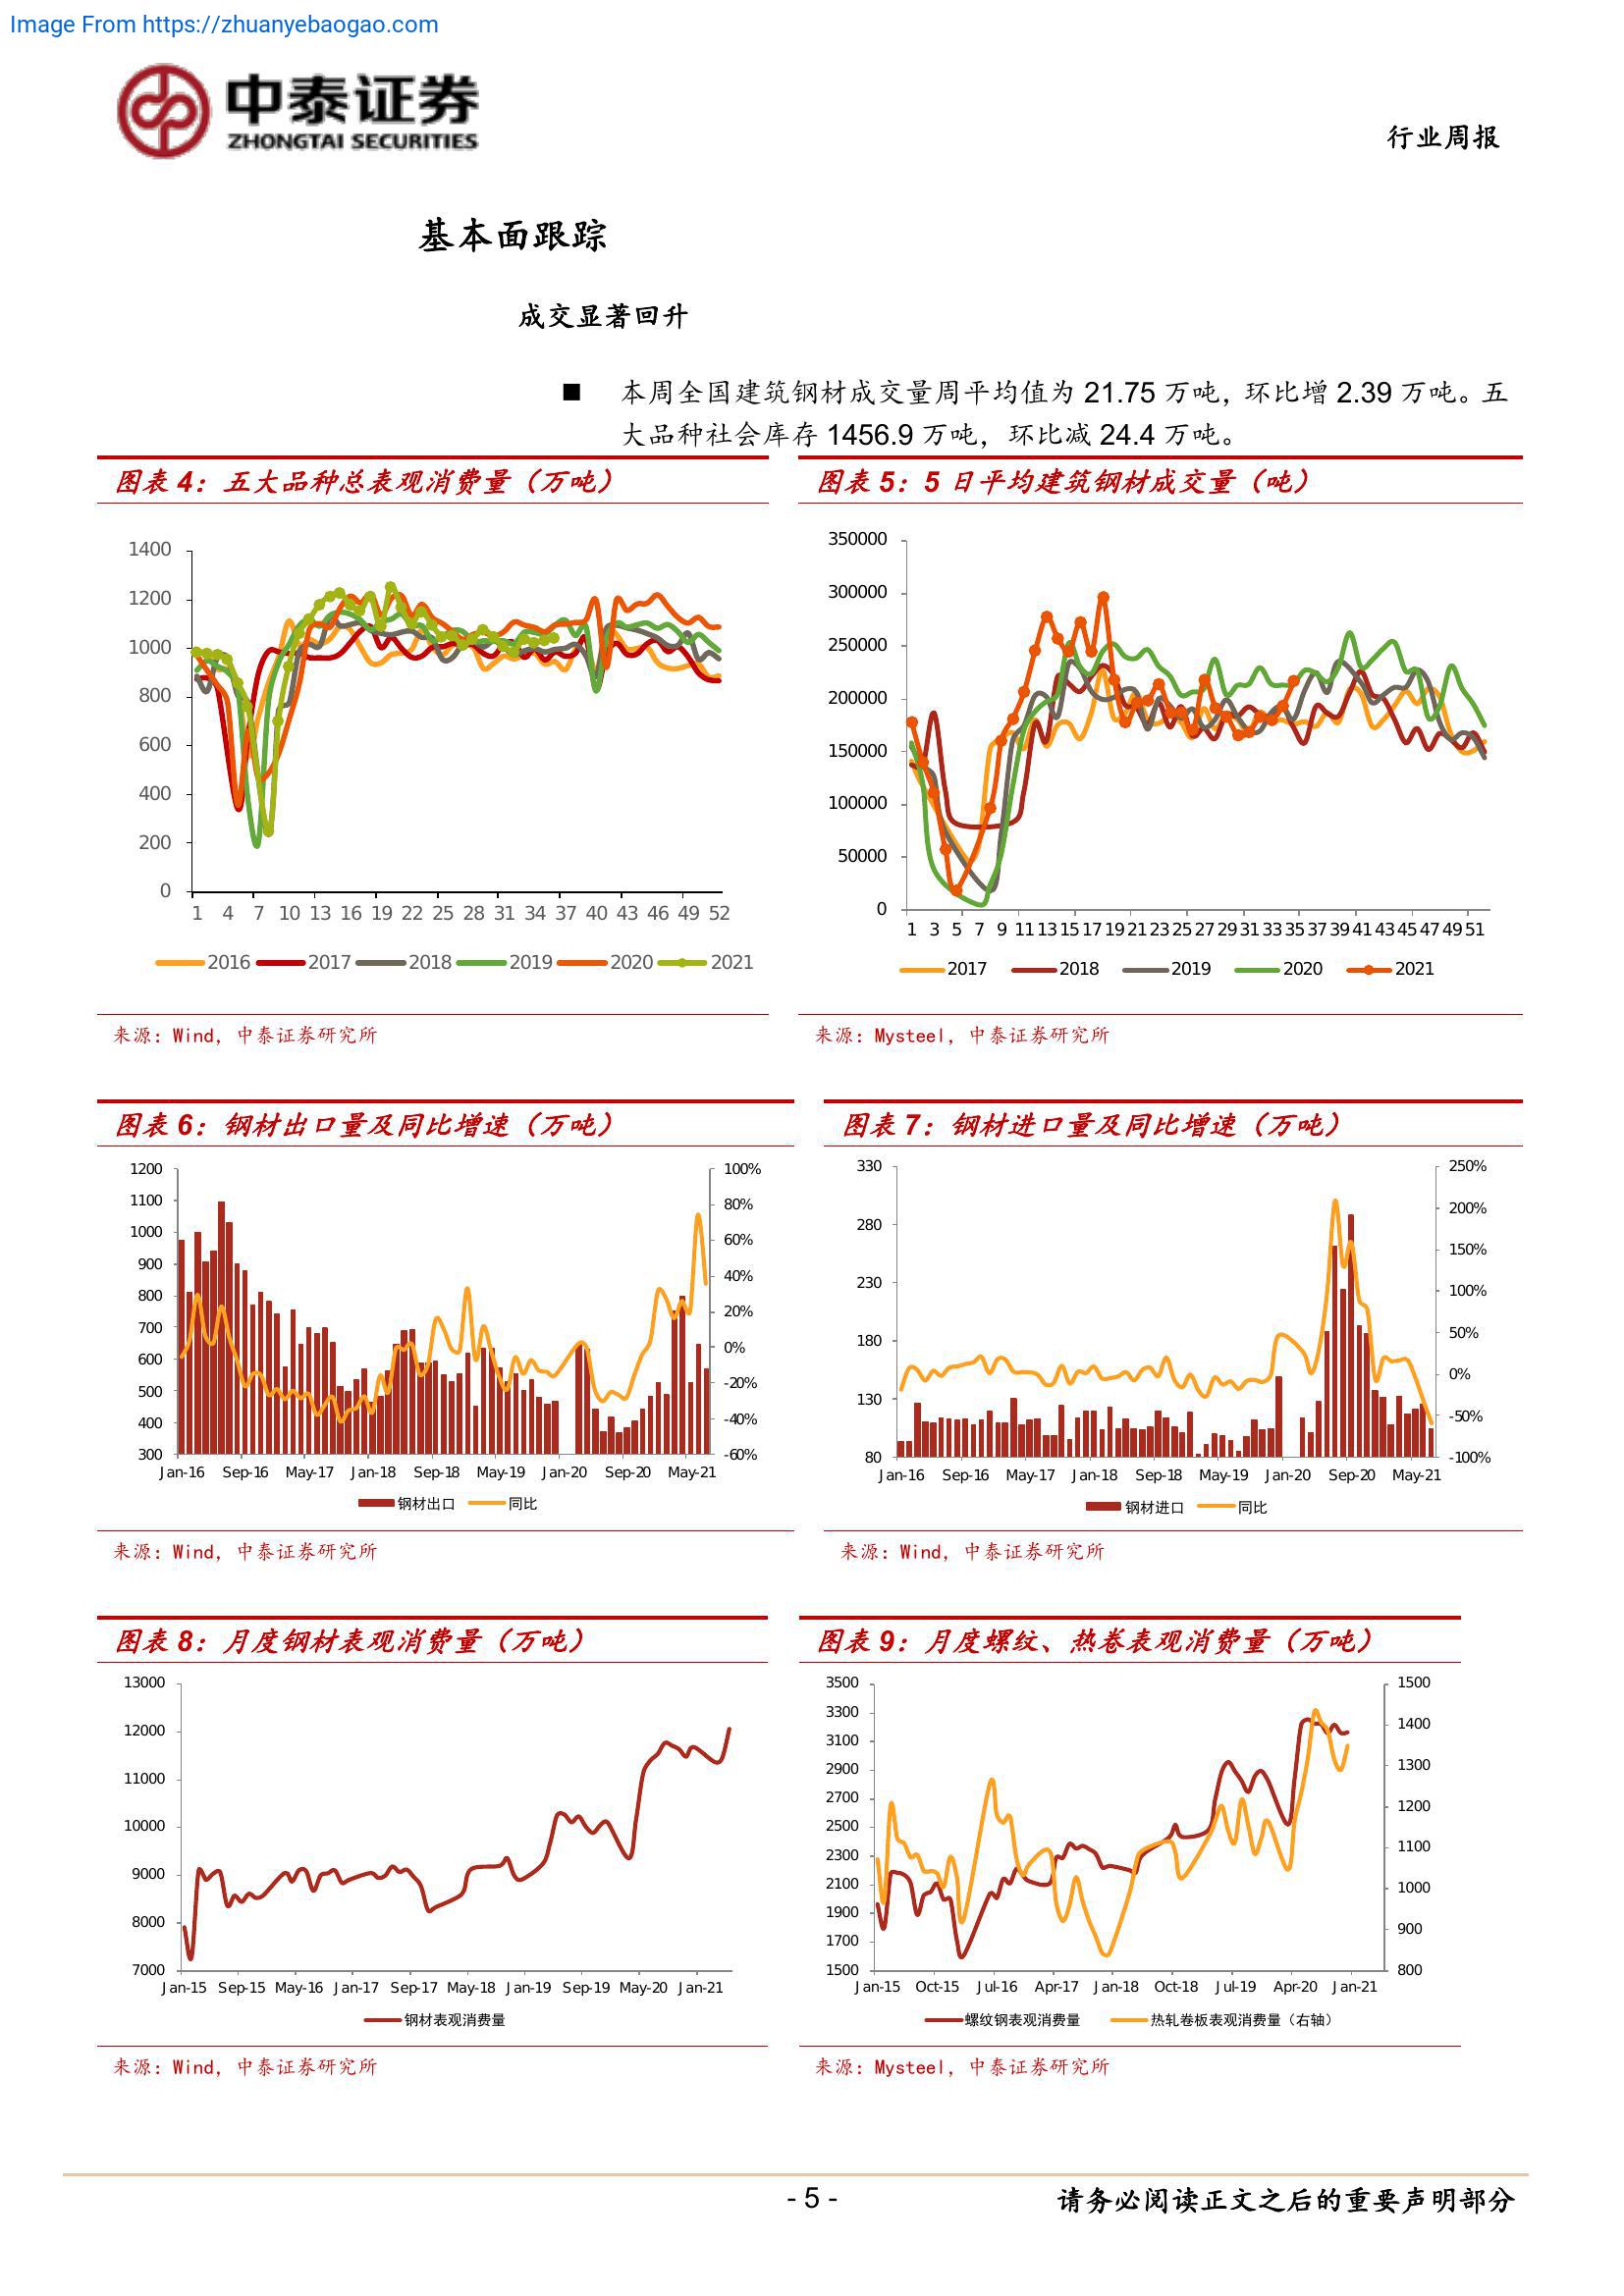 Image From https://zhuanyebaogao.com
中泰证券
ZHONGTAI SECURITIES
行业周报
基本面跟踪
成交显著回升
■ 本周全国建筑钢材成交量周平均值为 21.75 万吨，环比增 2.39 万吨。五
大品种社会库存 1456.9 万吨，环比减 24.4 万吨。
图表 4：五大品种总表观消费量（万吨）
1400
1200
1000
800
600
400
200
0
1 4 7 10 13 16 19 22 25 28 31 34 37 40 43 46 49 52
2016 2017 2018 2019 2020 2021
来源：Wind，中泰证券研究所
图表 5：5 日平均建筑钢材成交量（吨）
350000
300000
250000
200000
150000
100000
50000
0
1 3 5 7 9 11 13 15 17 19 21 23 25 27 29 31 33 35 37 39 41 43 45 47 49 51
2017 2018 2019 2020 2021
来源：Mysteel，中泰证券研究所
图表 6：钢材出口量及同比增速（万吨）
1200
1100
1000
900
800
700
600
500
400
300
100%
80%
60%
40%
20%
0%
-20%
-40%
-60%
Jan-16 Sep-16 May-17 Jan-18 Sep-18 May-19 Jan-20 Sep-20 May-21
钢材出口 同比
来源：Wind，中泰证券研究所
图表 7：钢材进口量及同比增速（万吨）
330
280
230
180
130
80
250%
200%
150%
100%
50%
0%
-50%
-100%
Jan-16 Sep-16 May-17 Jan-18 Sep-18 May-19 Jan-20 Sep-20 May-21
钢材进口 同比
来源：Wind，中泰证券研究所
图表 8：月度钢材表观消费量（万吨）
13000
12000
11000
10000
9000
8000
7000
Jan-15 Sep-15 May-16 Jan-17 Sep-17 May-18 Jan-19 Sep-19 May-20 Jan-21
钢材表观消费量
来源：Wind，中泰证券研究所
图表 9：月度螺纹、热卷表观消费量（万吨）
3500
3300
3100
2900
2700
2500
2300
2100
1900
1700
1500
1500
1400
1300
1200
1100
1000
900
800
Jan-15 Oct-15 Jul-16 Apr-17 Jan-18 Oct-18 Jul-19 Apr-20 Jan-21
螺纹钢表观消费量 热轧卷板表观消费量（右轴）
来源：Mysteel，中泰证券研究所
- 5 -
请务必阅读正文之后的重要声明部分